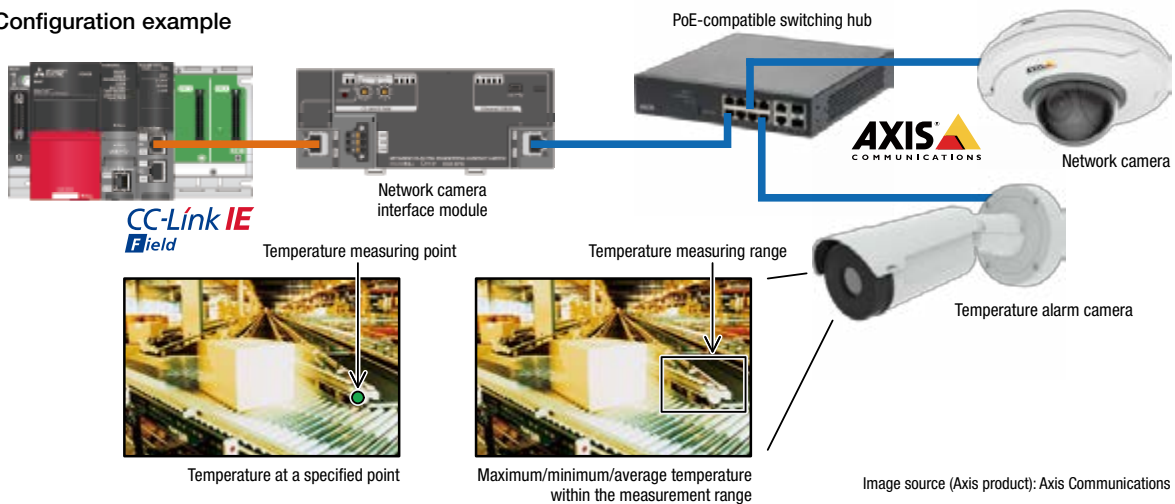 Configuration example
PoE-compatible switching hub
AXIS
COMMUNICATIONS
Network camera
Network camera
interface module
CC-Link IE
Field
Temperature measuring point
Temperature measuring range
Temperature alarm camera
Temperature at a specified point
Maximum/minimum/average temperature
within the measurement range
Image source (Axis product): Axis Communications